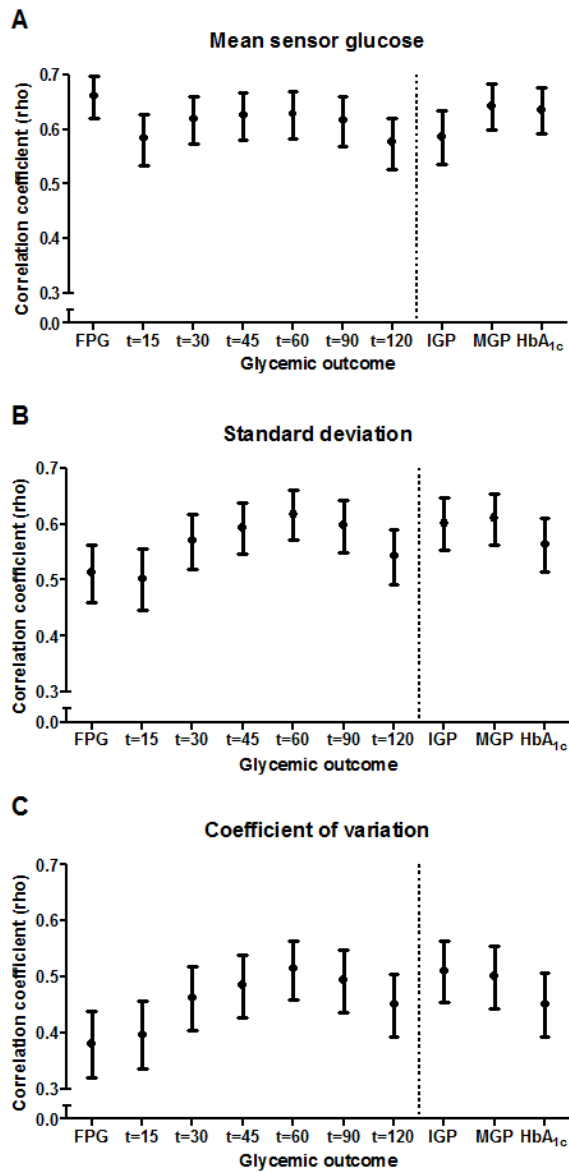 A
Mean sensor glucose
Correlation coefficient (rho)
0.7
0.6
0.5
0.4
0.3
0.0
FPG t=15 t=30 t=45 t=60 t=90 t=120 IGP MGP HbA1c
Glycemic outcome
B
Standard deviation
Correlation coefficient (rho)
0.7
0.6
0.5
0.4
0.3
0.0
FPG t=15 t=30 t=45 t=60 t=90 t=120 IGP MGP HbA1c
Glycemic outcome
C
Coefficient of variation
Correlation coefficient (rho)
0.7
0.6
0.5
0.4
0.3
0.0
FPG t=15 t=30 t=45 t=60 t=90 t=120 IGP MGP HbA1c
Glycemic outcome